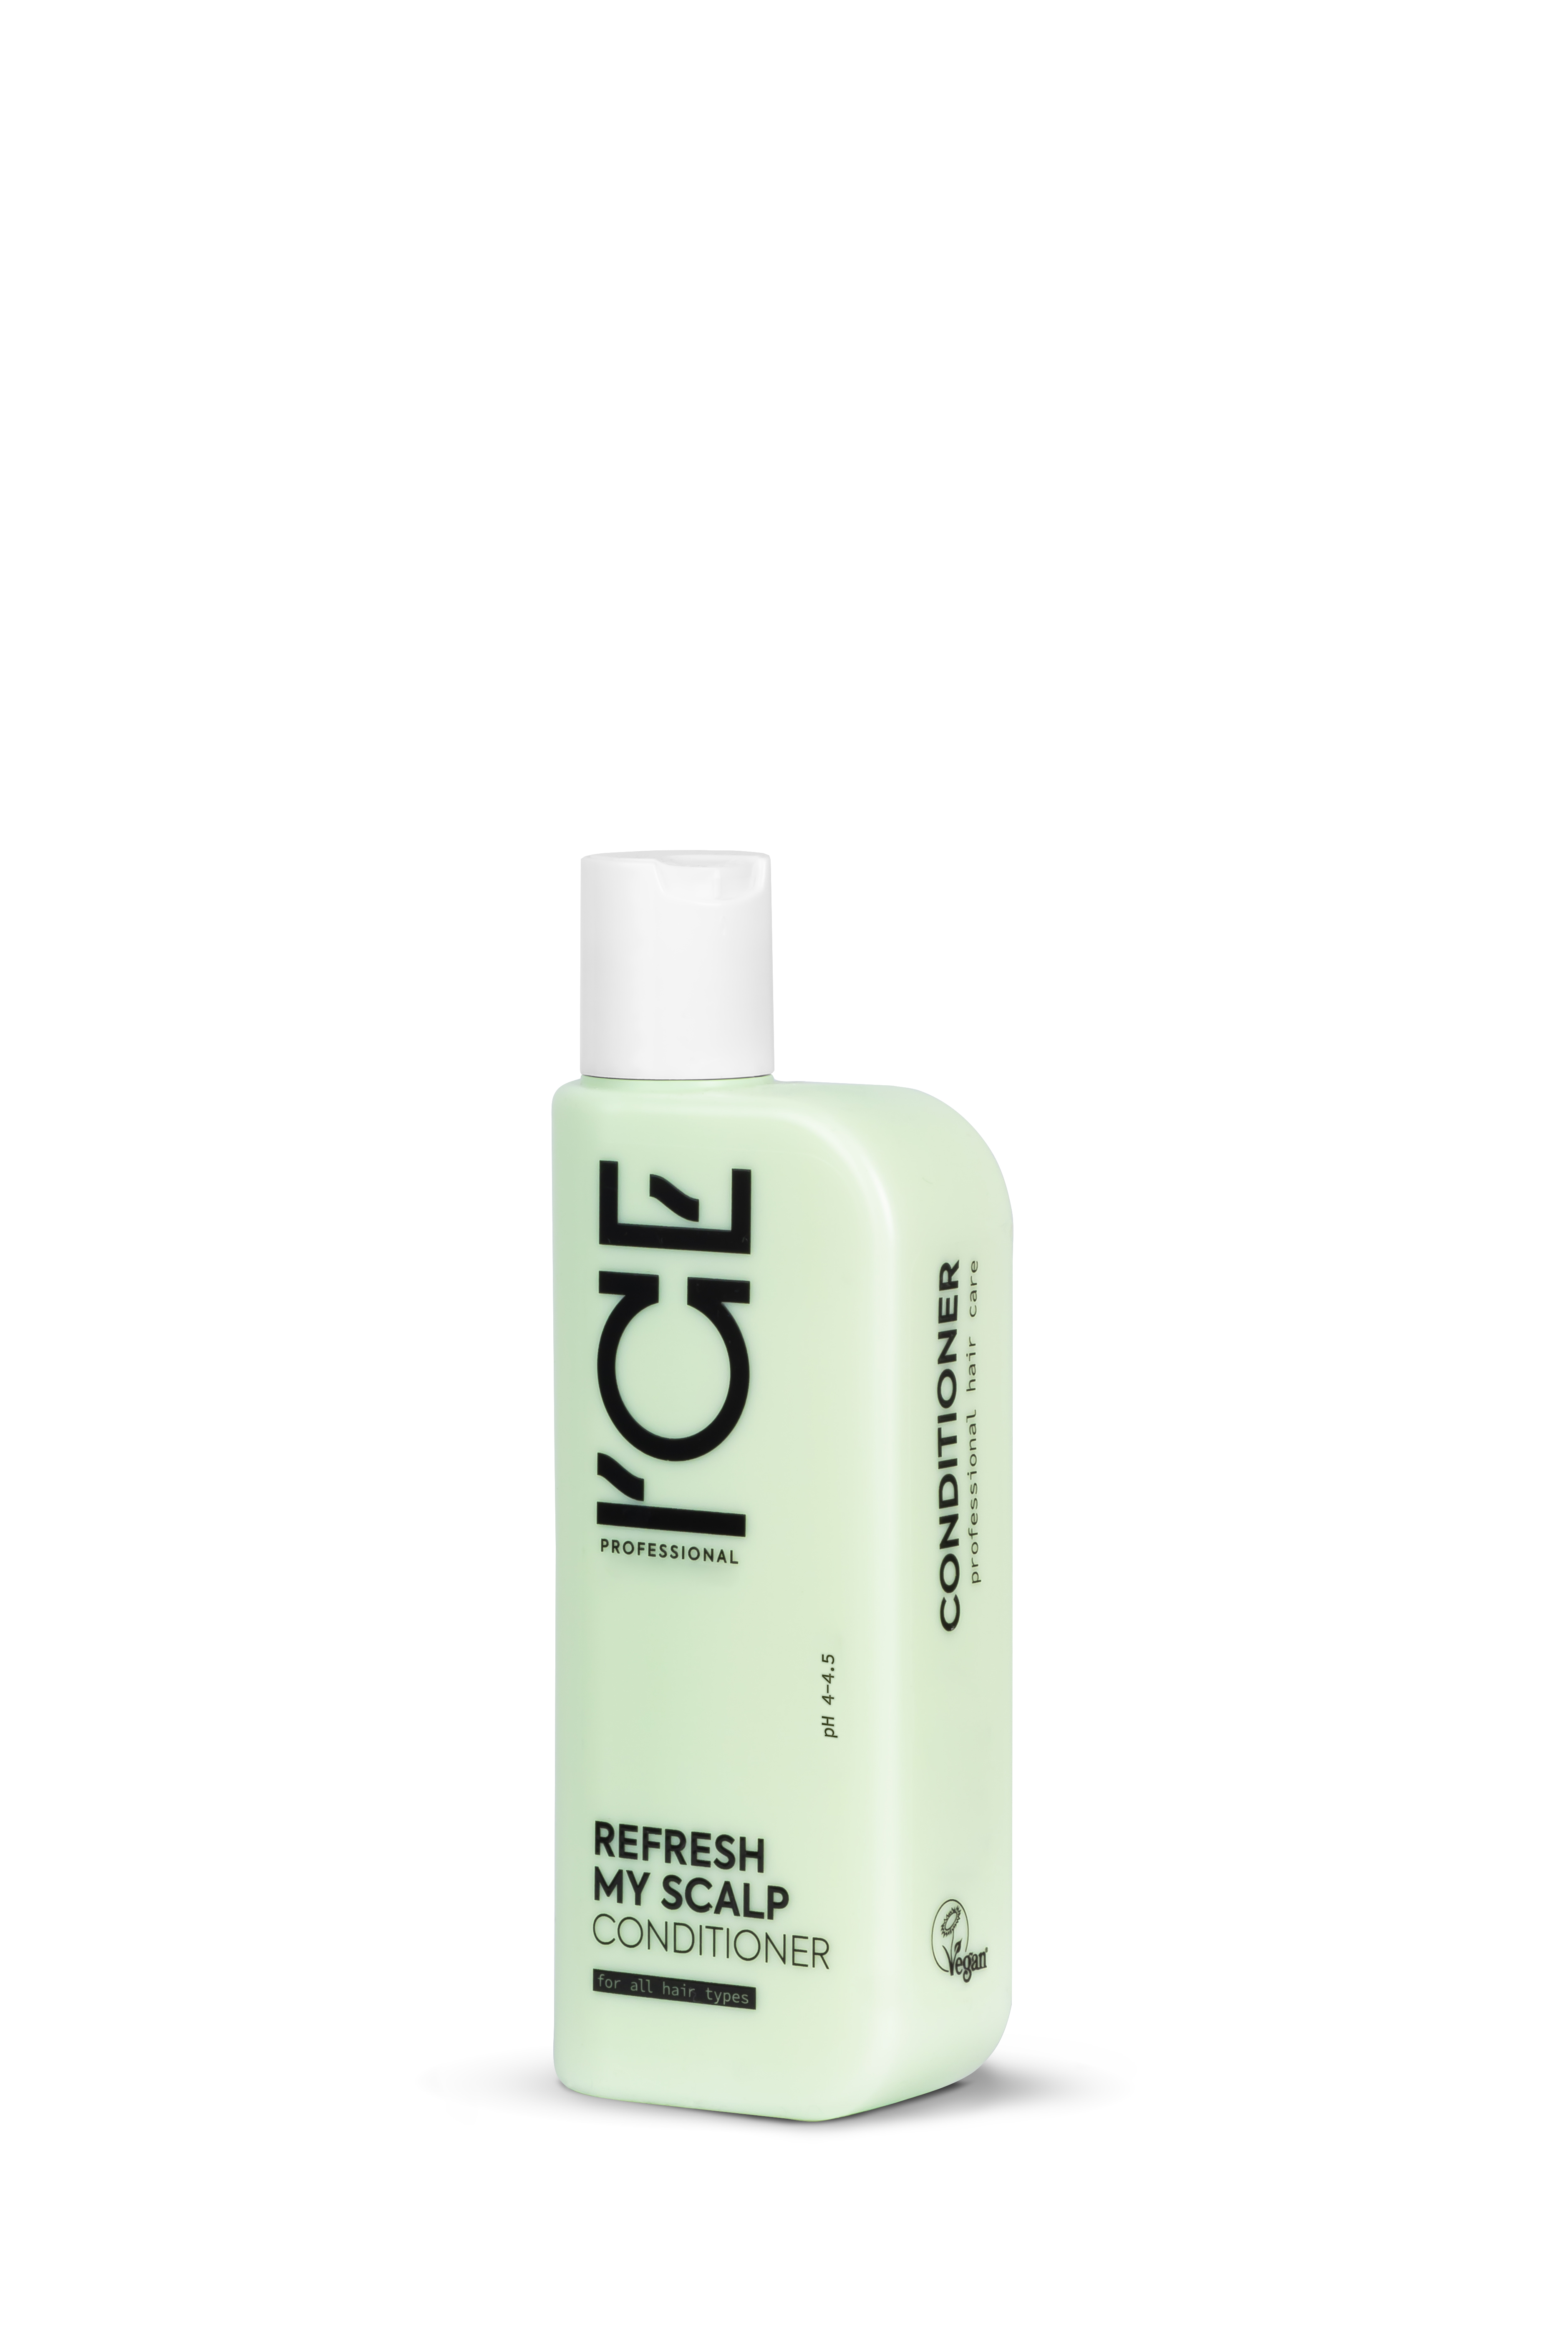 I'CE
PROFESSIONAL
pH 4–4.5
REFRESH
MY SCALP
CONDITIONER
for all hair types
CONDITIONER
professional hair care
Vegan